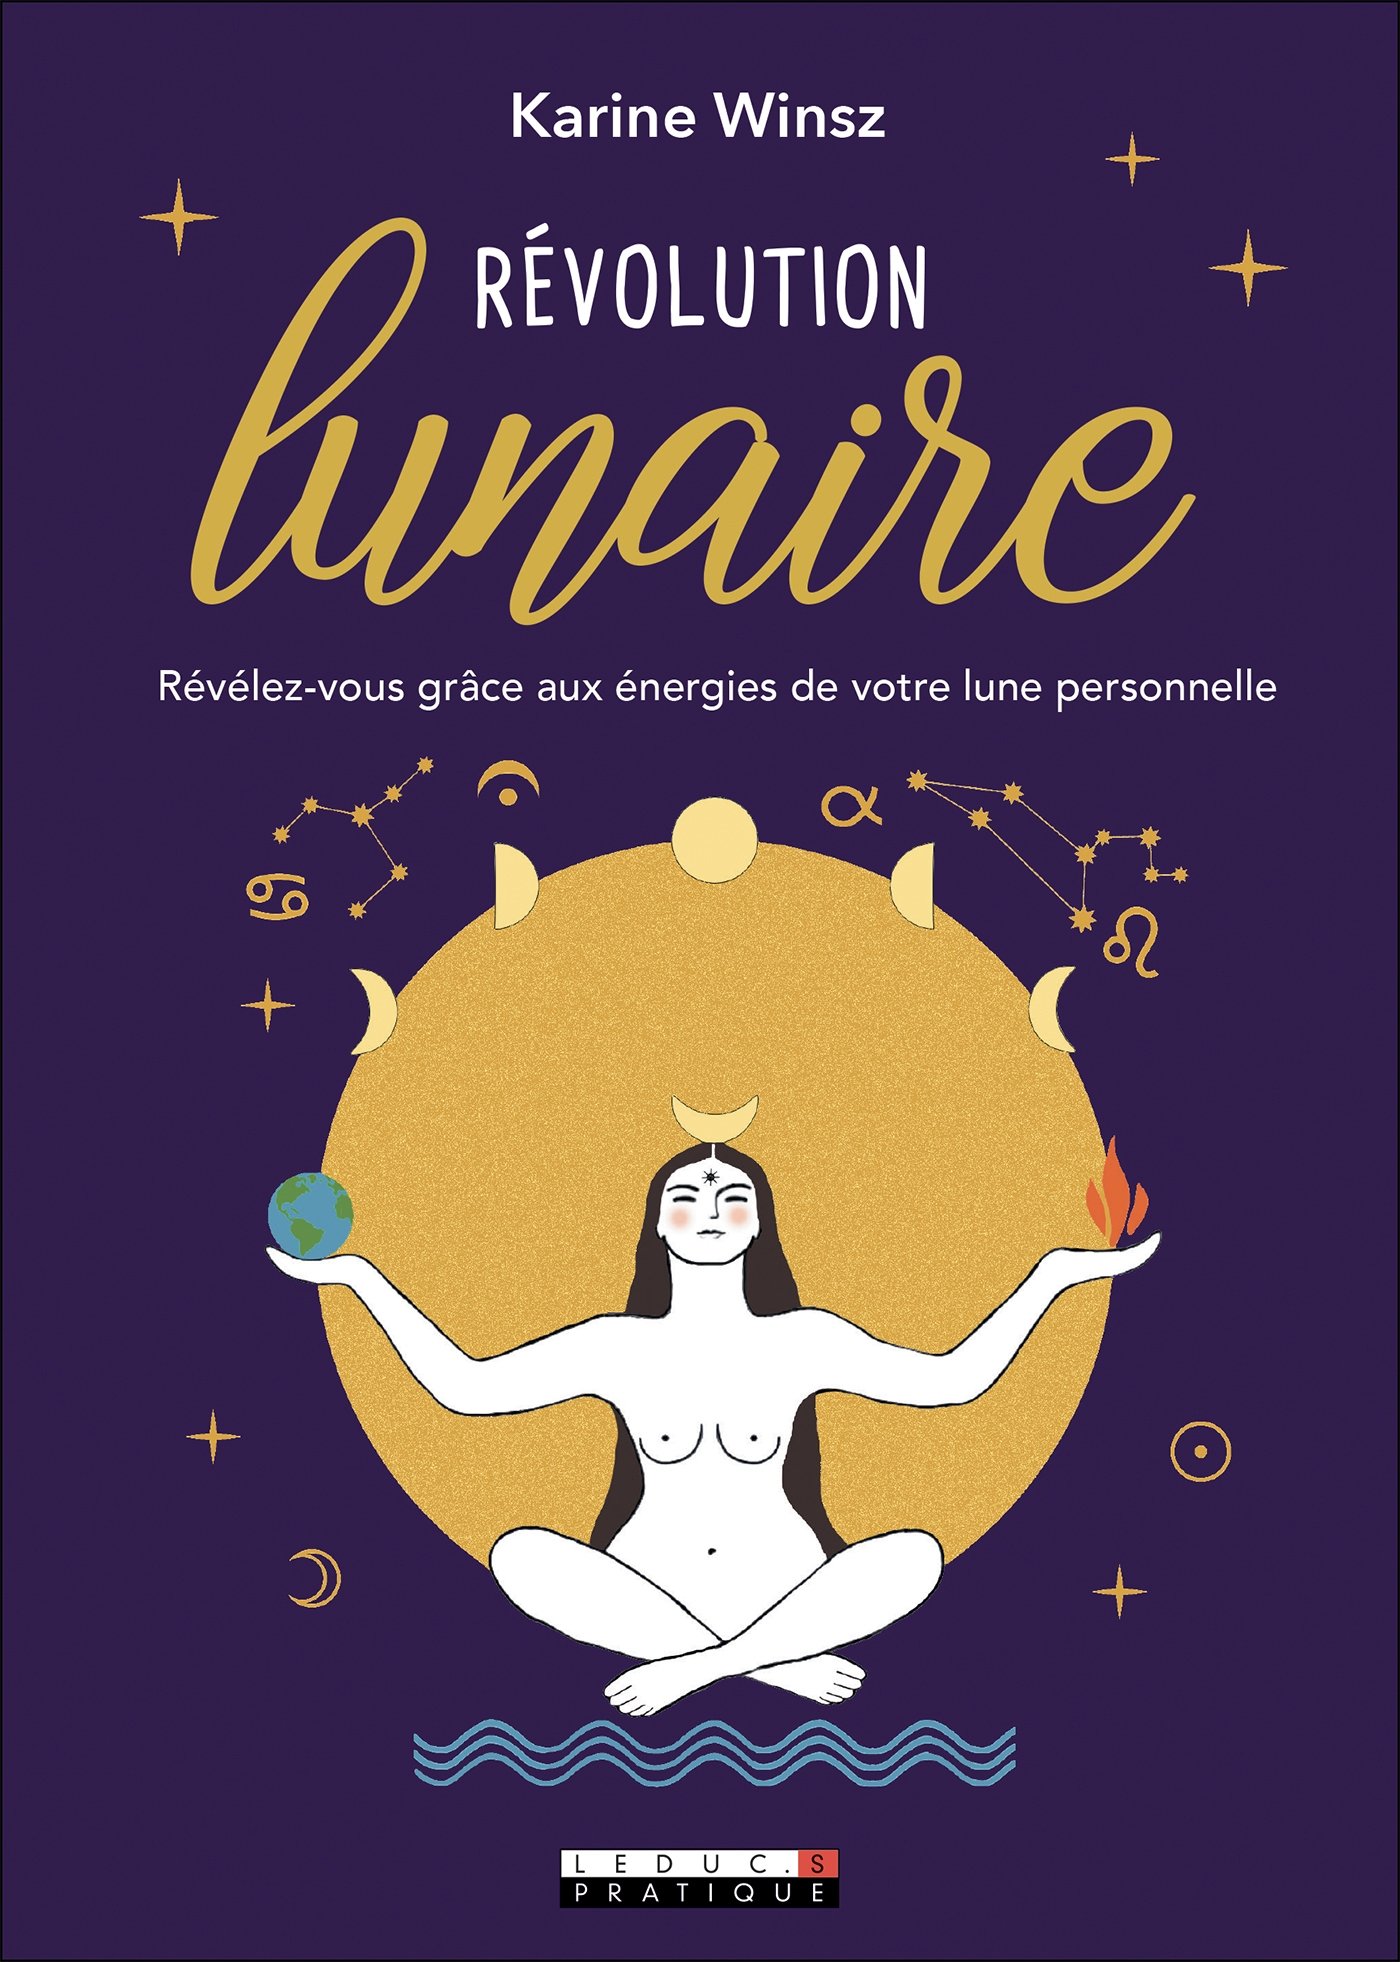 Karine Winsz
RÉVOLUTION
lunaire
Révélez-vous grâce aux énergies de votre lune personnelle
LEDUC.S
PRATIQUE